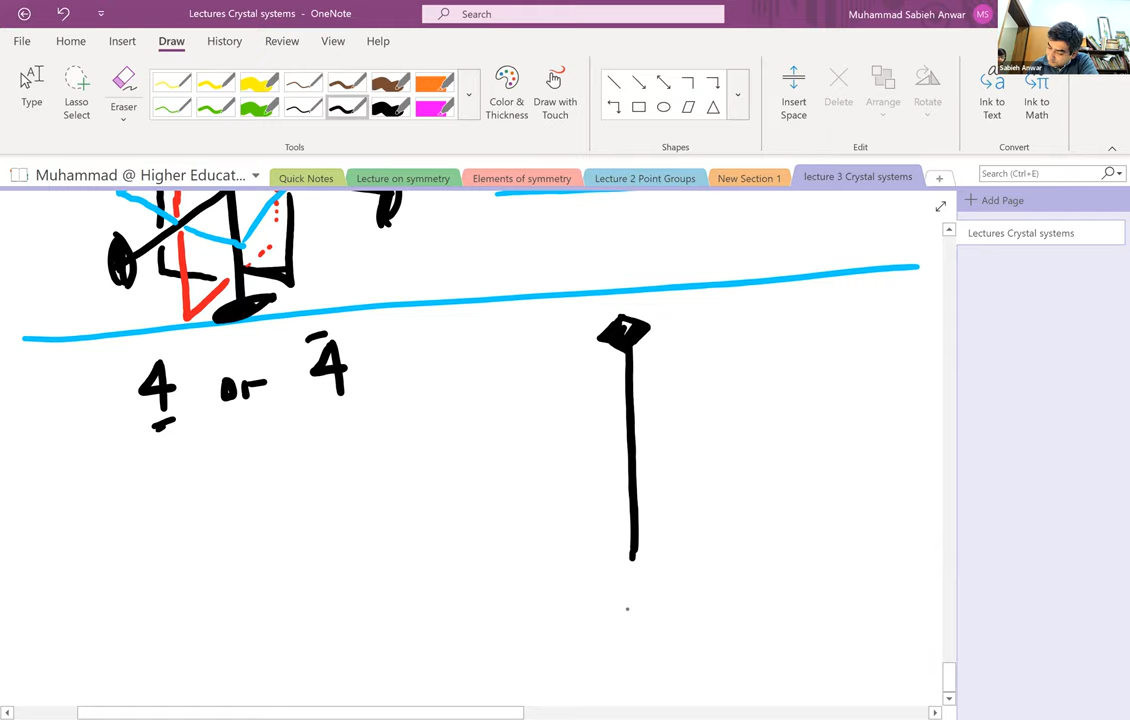 Lectures Crystal systems - OneNote
Search
Muhammad Sabieh Anwar
MS
Sabieh Anwar
File Home Insert Draw History Review View Help
Type
Lasso Select
Eraser
Color & Thickness
Draw with Touch
Insert Space
Delete
Arrange
Rotate
Ink to Text
Ink to Math
Tools
Shapes
Edit
Convert
Muhammad @ Higher Educat...
Quick Notes
Lecture on symmetry
Elements of symmetry
Lecture 2 Point Groups
New Section 1
lecture 3 Crystal systems
Search (Ctrl+E)
Add Page
Lectures Crystal systems
4 or 4̄